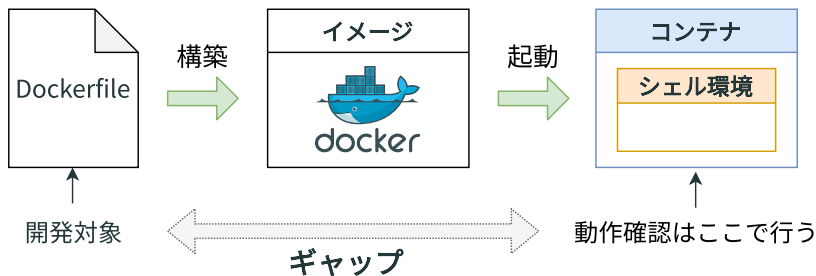 Dockerfile
構築
イメージ
docker
起動
コンテナ
シェル環境
開発対象
ギャップ
動作確認はここで行う